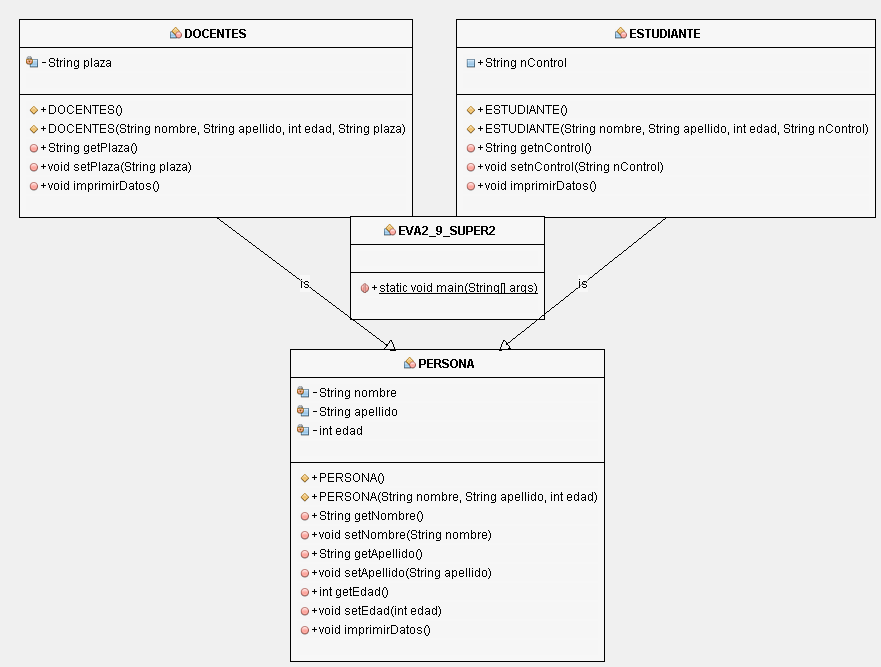 DOCENTES
-String plaza
+DOCENTES()
+DOCENTES(String nombre, String apellido, int edad, String plaza)
+String getPlaza()
+void setPlaza(String plaza)
+void imprimirDatos()
ESTUDIANTE
+String nControl
+ESTUDIANTE()
+ESTUDIANTE(String nombre, String apellido, int edad, String nControl)
+String getnControl()
+void setnControl(String nControl)
+void imprimirDatos()
EVA2_9_SUPER2
+static void main(String[] args)
is
is
PERSONA
-String nombre
-String apellido
-int edad
+PERSONA()
+PERSONA(String nombre, String apellido, int edad)
+String getNombre()
+void setNombre(String nombre)
+String getApellido()
+void setApellido(String apellido)
+int getEdad()
+void setEdad(int edad)
+void imprimirDatos()